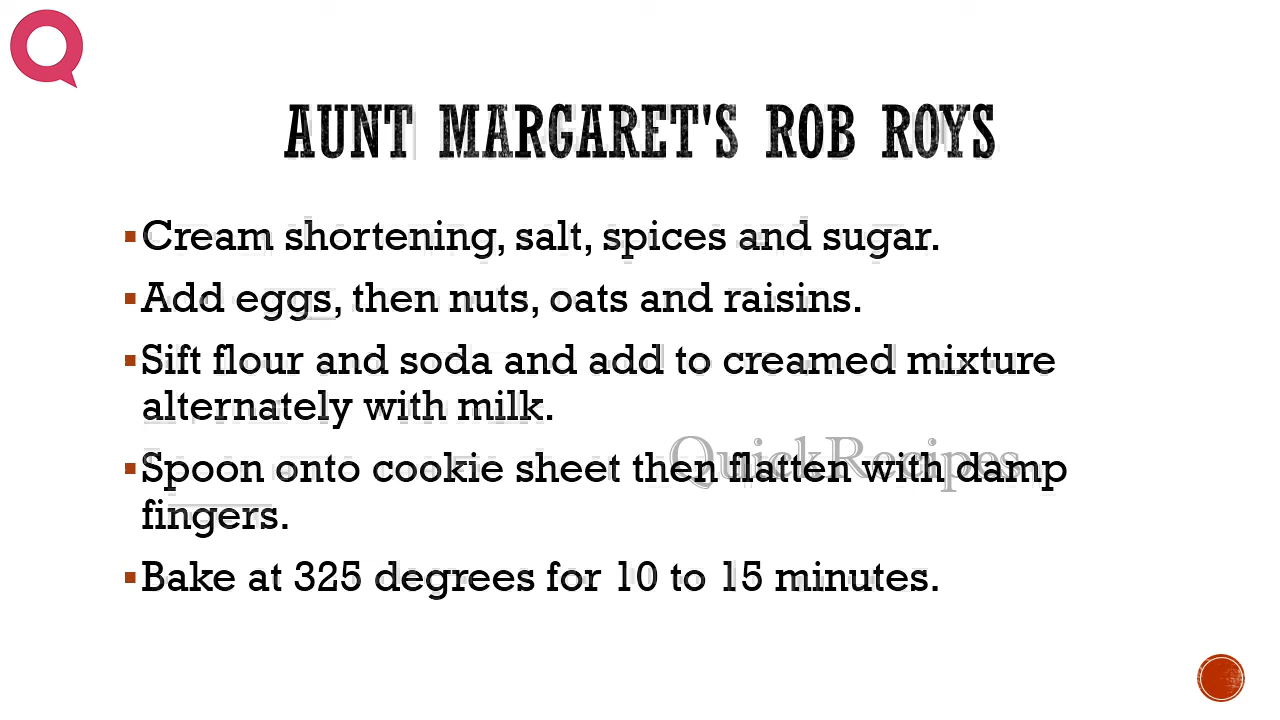 AUNT MARGARET'S ROB ROYS
▪Cream shortening, salt, spices and sugar.
▪Add eggs, then nuts, oats and raisins.
▪Sift flour and soda and add to creamed mixture
alternately with milk.
QuickRecipes
▪Spoon onto cookie sheet then flatten with damp
fingers.
▪Bake at 325 degrees for 10 to 15 minutes.